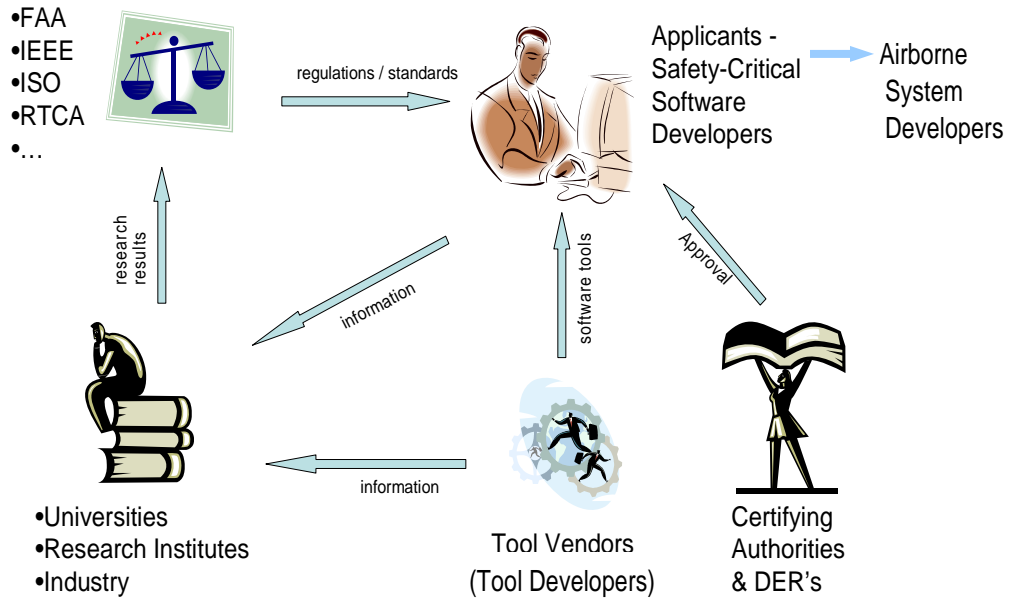 •FAA
•IEEE
•ISO
•RTCA
•...
regulations / standards
Applicants -
Safety-Critical
Software
Developers
Airborne
System
Developers
research
results
information
software tools
Approval
information
•Universities
•Research Institutes
•Industry
Tool Vendors
(Tool Developers)
Certifying
Authorities
& DER's